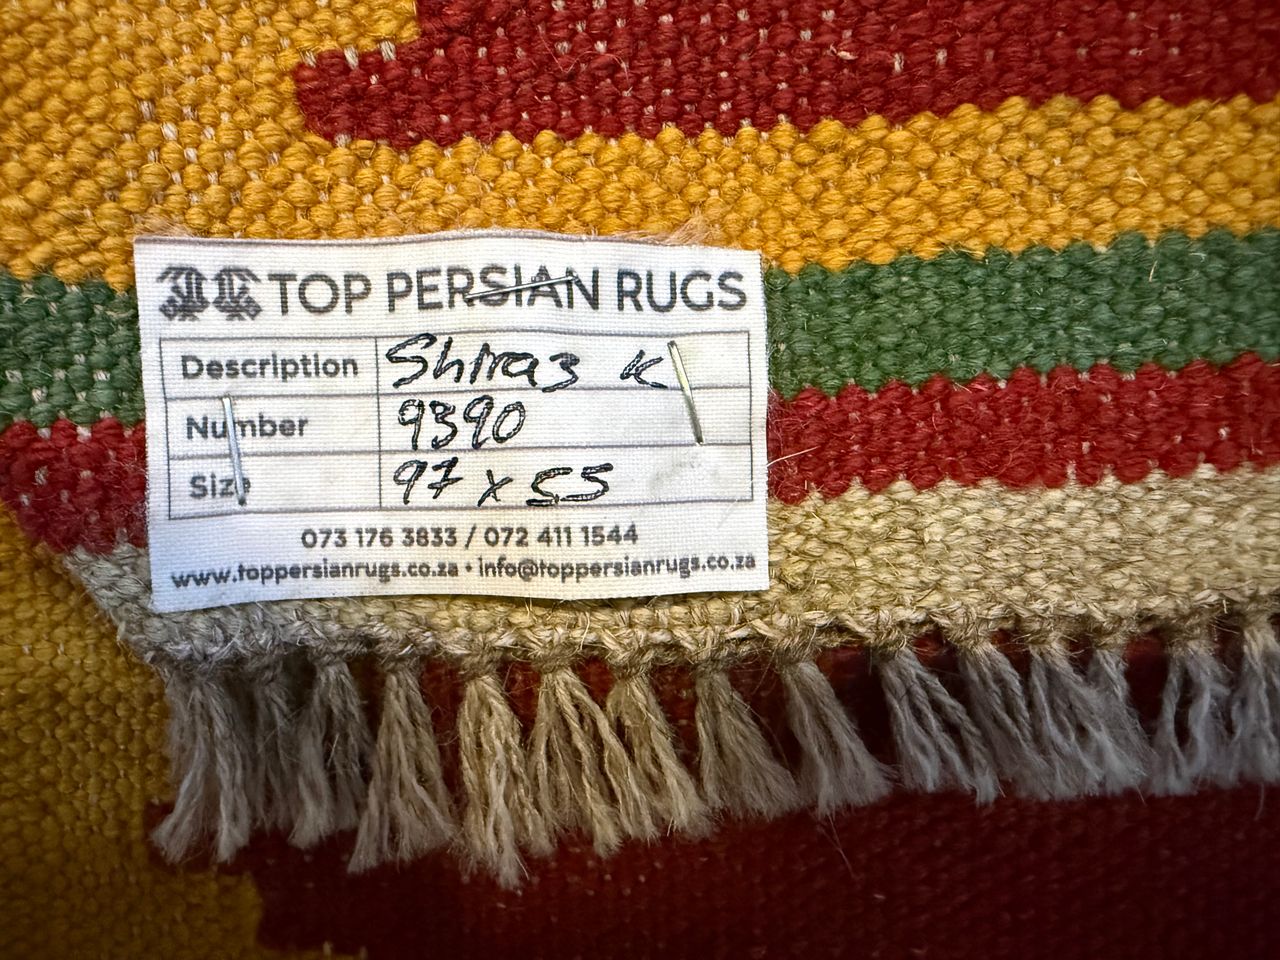 TOP PERSIAN RUGS
Description Shiraz K
Number 9390
Size 97 x 55
073 176 3833 / 072 411 1544
www.toppersianrugs.co.za • info@toppersianrugs.co.za